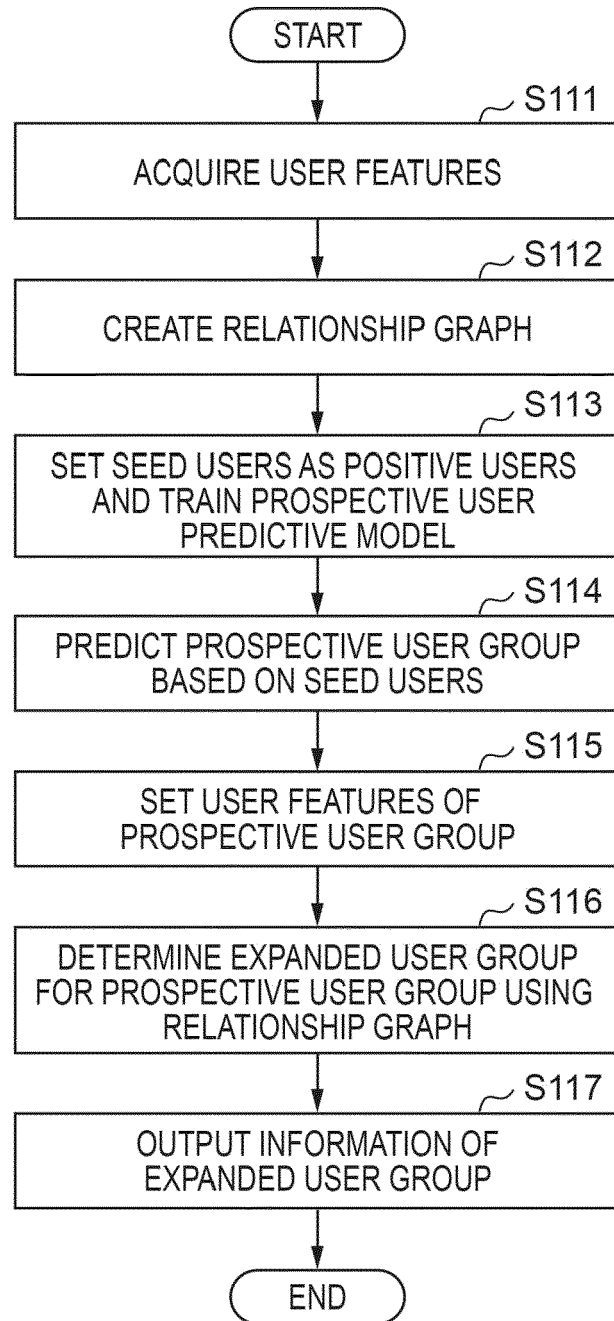 START
S111
ACQUIRE USER FEATURES
S112
CREATE RELATIONSHIP GRAPH
S113
SET SEED USERS AS POSITIVE USERS
AND TRAIN PROSPECTIVE USER
PREDICTIVE MODEL
S114
PREDICT PROSPECTIVE USER GROUP
BASED ON SEED USERS
S115
SET USER FEATURES OF
PROSPECTIVE USER GROUP
S116
DETERMINE EXPANDED USER GROUP
FOR PROSPECTIVE USER GROUP USING
RELATIONSHIP GRAPH
S117
OUTPUT INFORMATION OF
EXPANDED USER GROUP
END